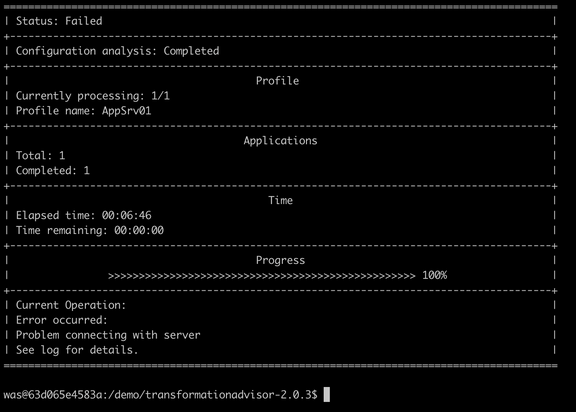 Status: Failed
Configuration analysis: Completed
Profile
Currently processing: 1/1
Profile name: AppSrv01
Applications
Total: 1
Completed: 1
Time
Elapsed time: 00:06:46
Time remaining: 00:00:00
Progress
>>>>>>>>>>>>>>>>>>>>>>>>>>>>>>>>>>>>>>>>>>>>>>>>>> 100%
Current Operation:
Error occurred:
Problem connecting with server
See log for details.
was@63d065e4583a:/demo/transformationadvisor-2.0.3$